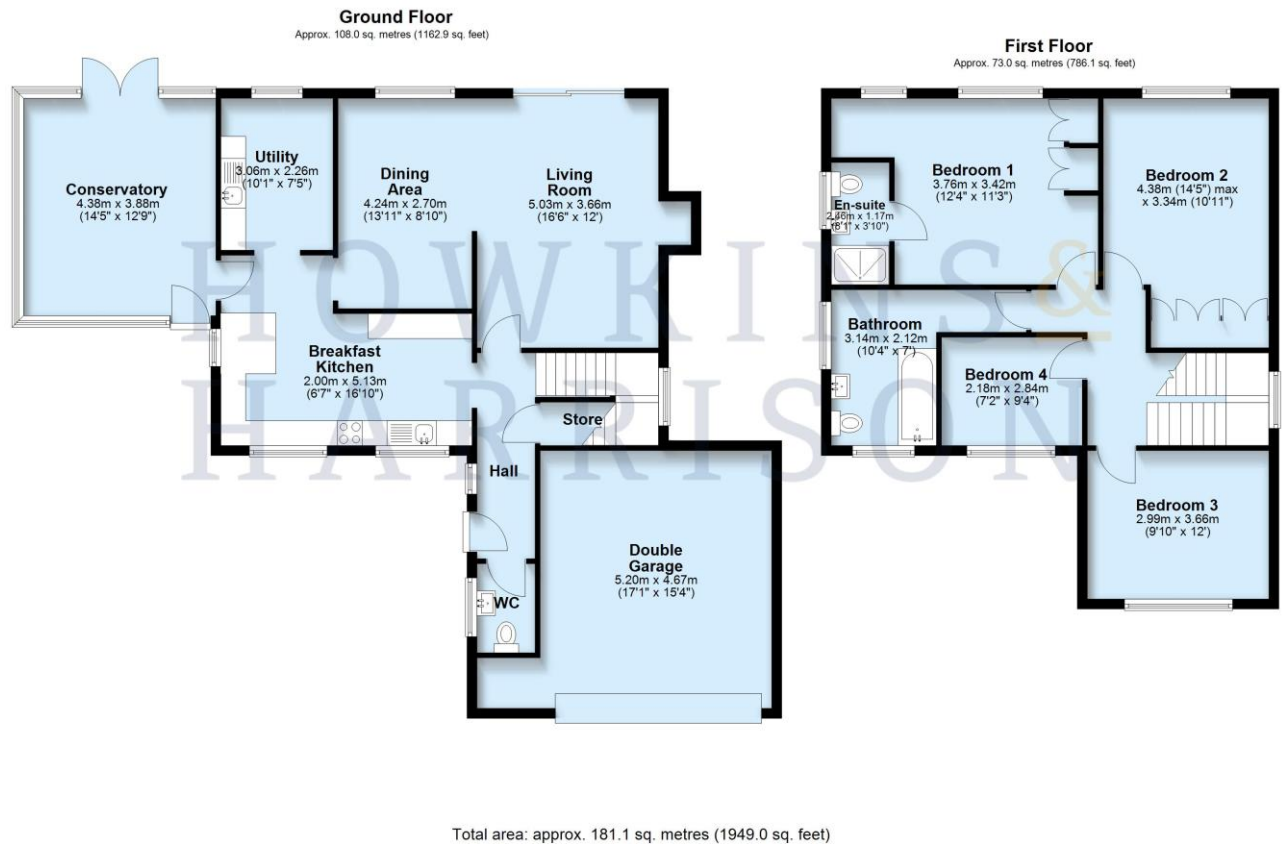 Ground Floor
Approx. 108.0 sq. metres (1162.9 sq. feet)
Conservatory
4.38m x 3.88m
(14'5" x 12'9")
Utility
3.06m x 2.26m
(10'1" x 7'5")
Dining
Area
4.24m x 2.70m
(13'11" x 8'10")
Living
Room
5.03m x 3.66m
(16'6" x 12')
Breakfast
Kitchen
2.00m x 5.13m
(6'7" x 16'10")
Store
Hall
WC
Double
Garage
5.20m x 4.67m
(17'1" x 15'4")
First Floor
Approx. 73.0 sq. metres (786.1 sq. feet)
Bedroom 1
3.76m x 3.42m
(12'4" x 11'3")
Bedroom 2
4.38m (14'5") max
x 3.34m (10'11")
En-suite
2.46m x 1.17m
(8'1" x 3'10")
Bathroom
3.14m x 2.12m
(10'4" x 7')
Bedroom 4
2.18m x 2.84m
(7'2" x 9'4")
Bedroom 3
2.99m x 3.66m
(9'10" x 12')
HOWKINS &
HARRISON
Total area: approx. 181.1 sq. metres (1949.0 sq. feet)